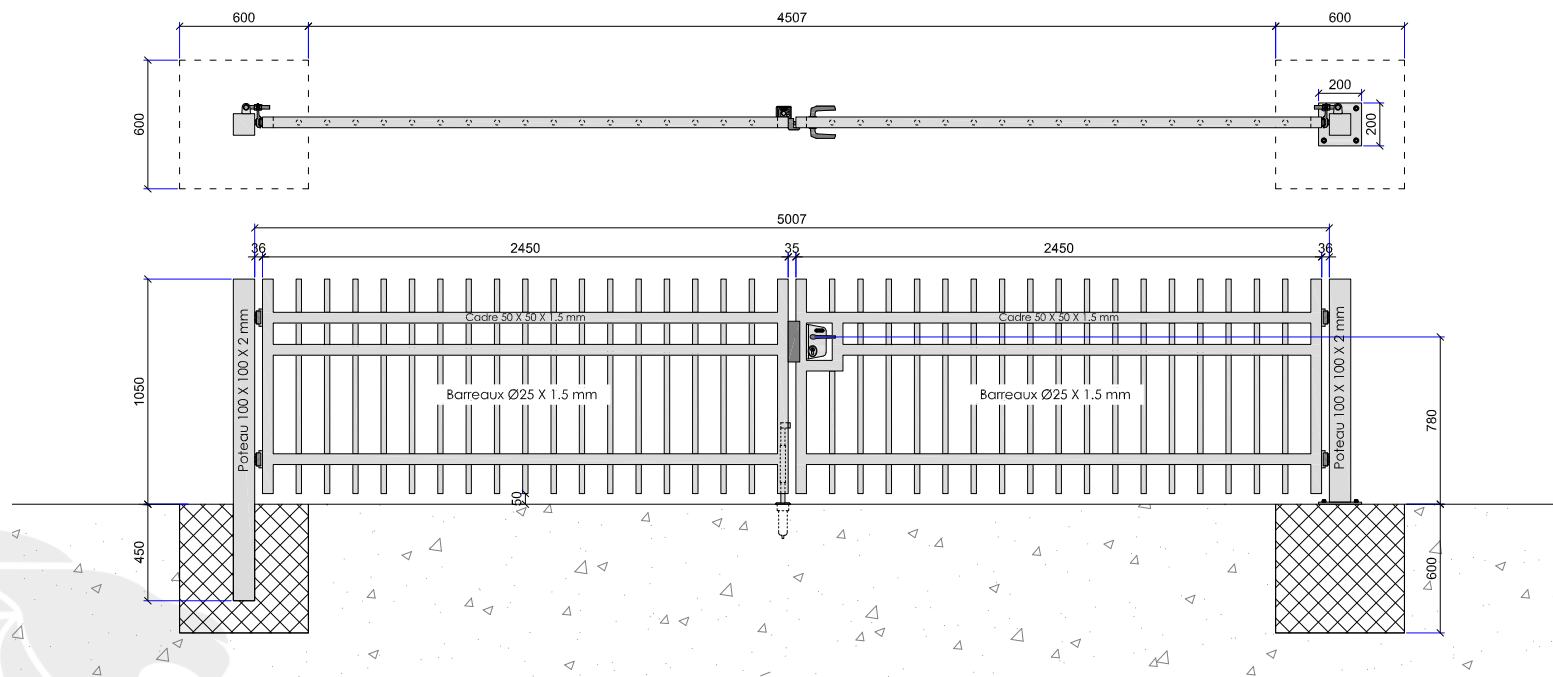 600 4507 600
600
200
200
5007
36 2450 35 2450 36
Cadre 50 X 50 X 1.5 mm
Cadre 50 X 50 X 1.5 mm
Poteau 100 X 100 X 2 mm
Poteau 100 X 100 X 2 mm
1050
Barreaux Ø25 X 1.5 mm
Barreaux Ø25 X 1.5 mm
780
50
450
600